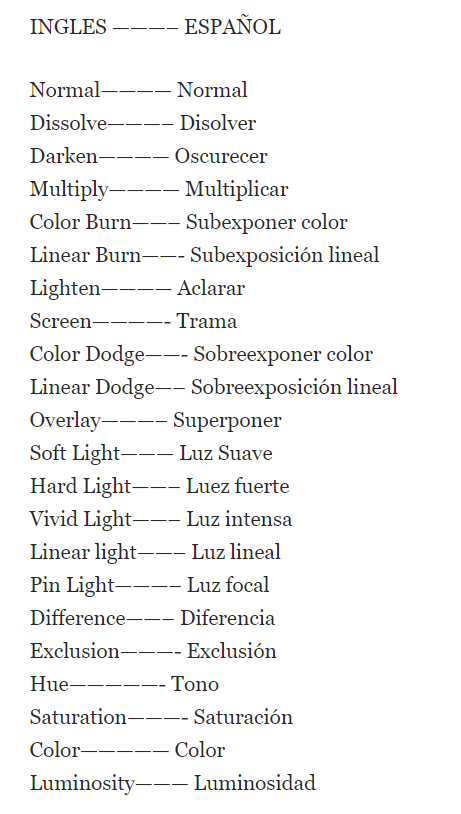 INGLES ———– ESPAÑOL
Normal———— Normal
Dissolve———– Disolver
Darken———— Oscurecer
Multiply———— Multiplicar
Color Burn——– Subexponer color
Linear Burn——- Subexposición lineal
Lighten———— Aclarar
Screen————- Trama
Color Dodge——- Sobreexponer color
Linear Dodge—– Sobreexposición lineal
Overlay———– Superponer
Soft Light——— Luz Suave
Hard Light——– Luez fuerte
Vivid Light——– Luz intensa
Linear light——– Luz lineal
Pin Light———– Luz focal
Difference——– Diferencia
Exclusion———- Exclusión
Hue—————- Tono
Saturation———- Saturación
Color————— Color
Luminosity——— Luminosidad